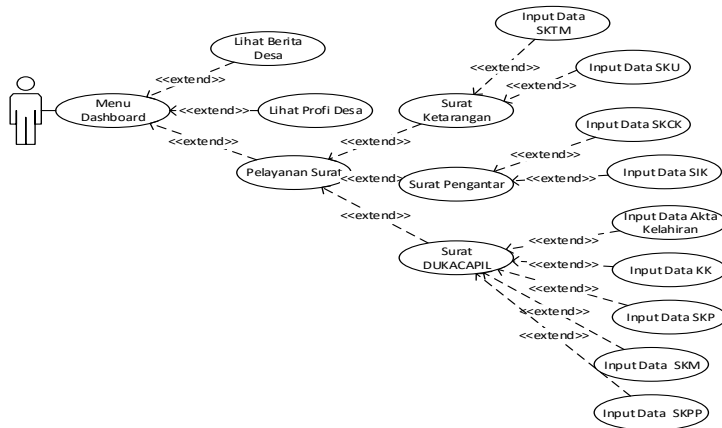 Input Data
SKTM
<<extend>>
Lihat Berita
Desa
<<extend>>
Input Data SKU
<<extend>>
Menu
Dashboard
<<extend>>
Lihat Profi Desa
Surat
Ketarangan
<<extend>>
<<extend>>
Input Data SKCK
<<extend>>
Pelayanan Surat
<<extend>>
Surat Pengantar
<<extend>>
Input Data SIK
<<extend>>
Input Data Akta
Kelahiran
<<extend>>
Surat
DUKACAPIL
<<extend>>
Input Data KK
<<extend>>
Input Data SKP
<<extend>>
<<extend>>
Input Data SKM
Input Data SKPP